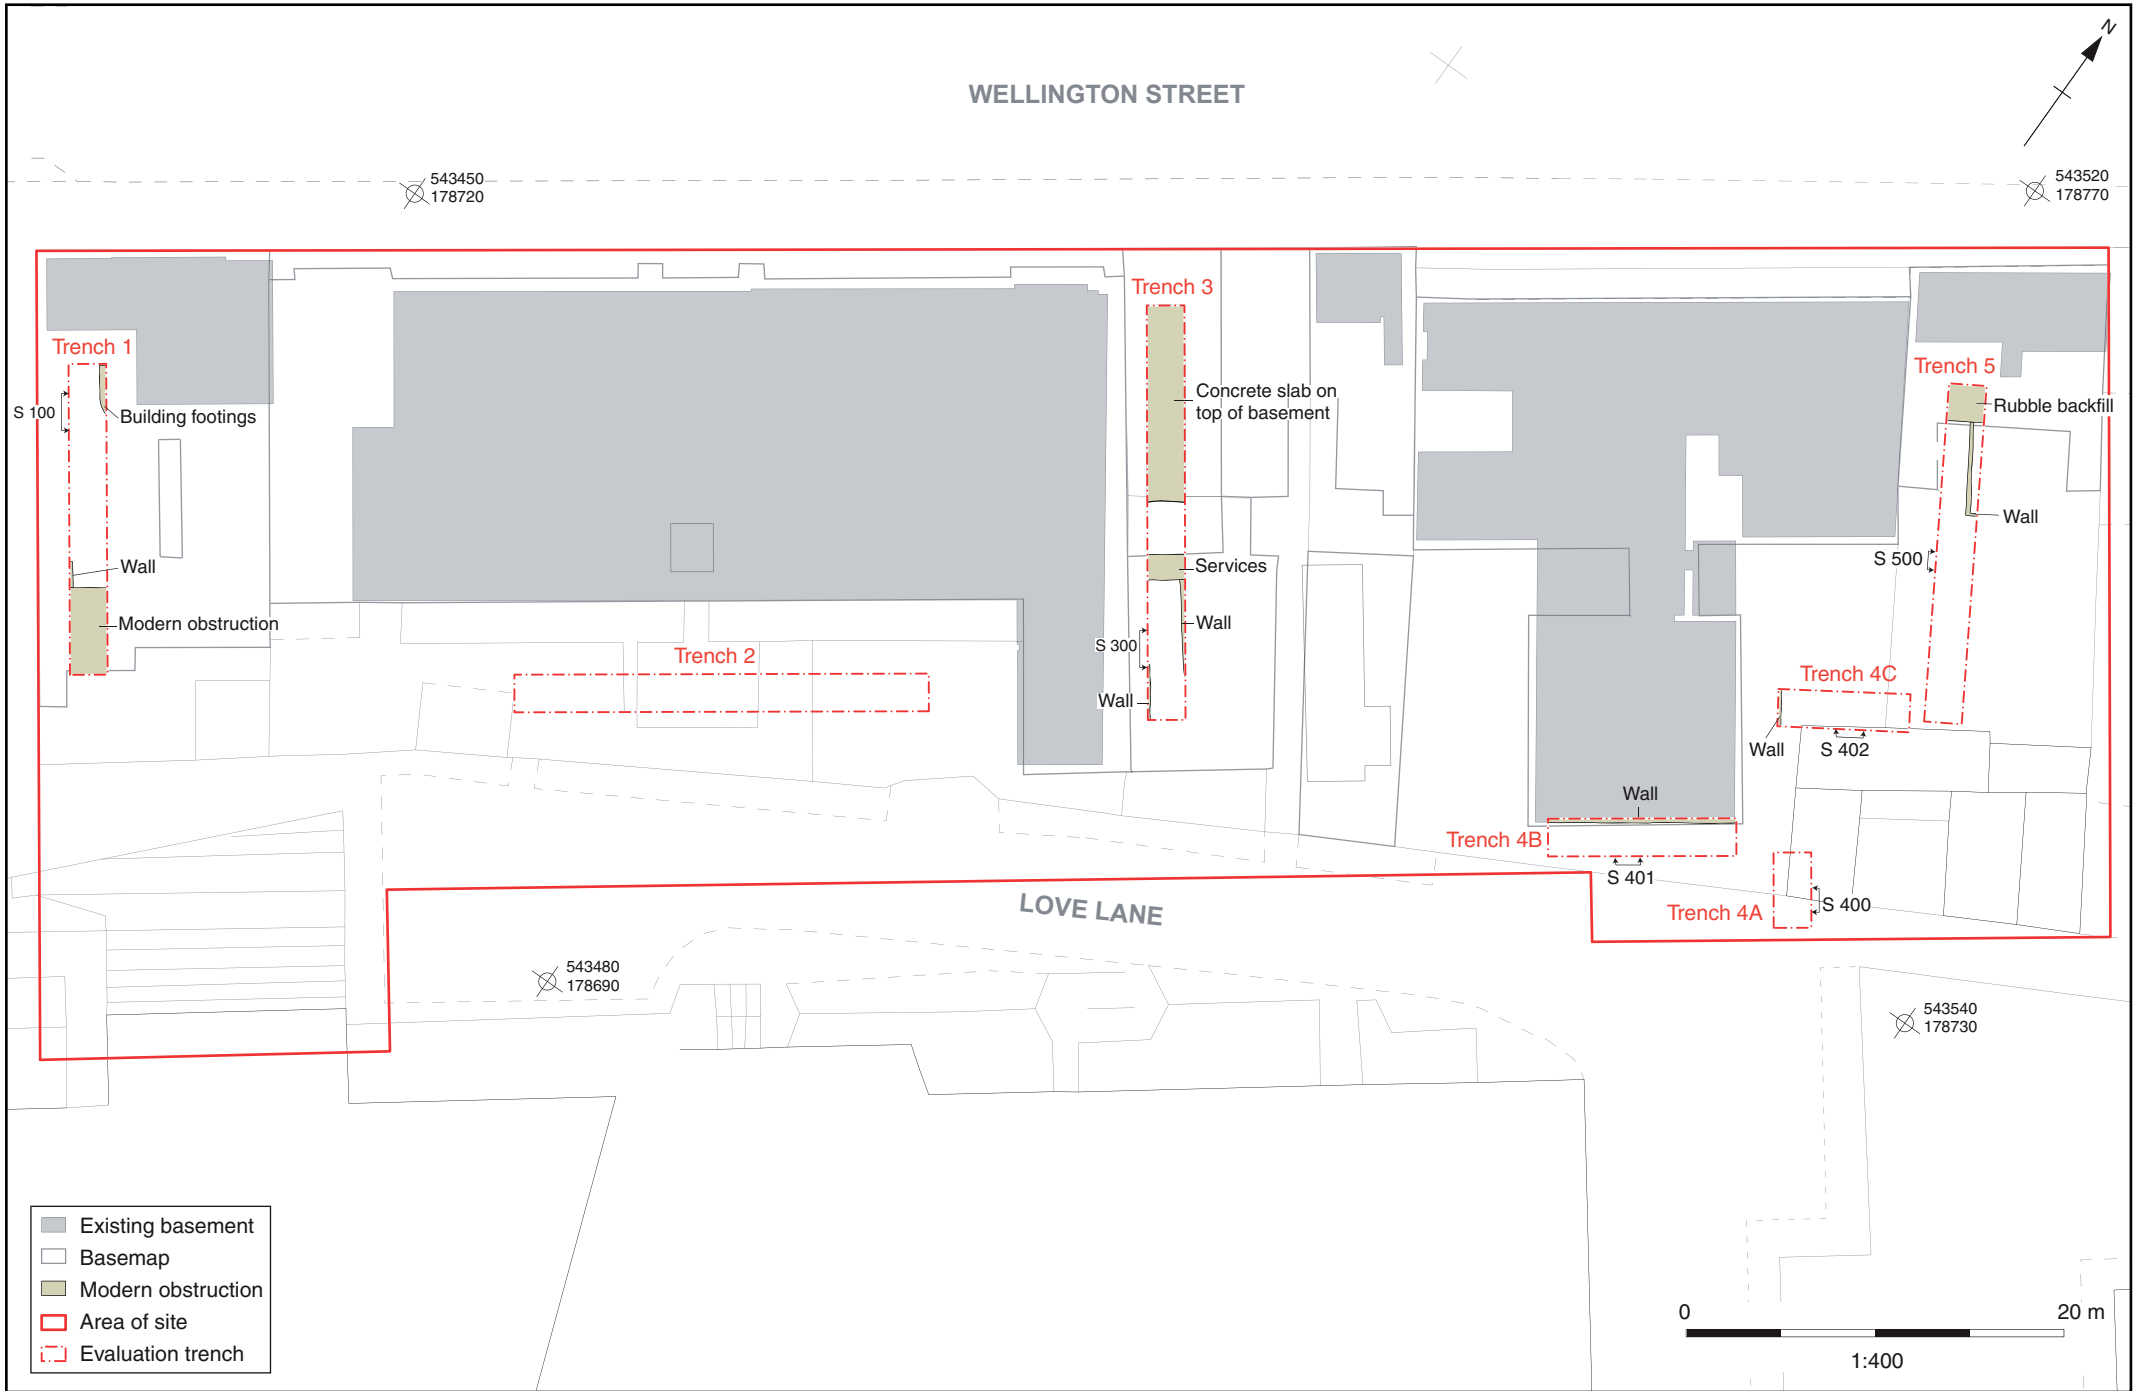 N
WELLINGTON STREET
543450
178720
543520
178770
Trench 1
S 100
Building footings
Wall
Modern obstruction
Trench 2
Trench 3
Concrete slab on
top of basement
Services
Wall
S 300
Wall
Trench 5
Rubble backfill
Wall
S 500
Trench 4C
Wall
S 402
Wall
Trench 4B
S 401
Trench 4A
S 400
LOVE LANE
543480
178690
543540
178730
Existing basement
Basemap
Modern obstruction
Area of site
Evaluation trench
0
20 m
1:400